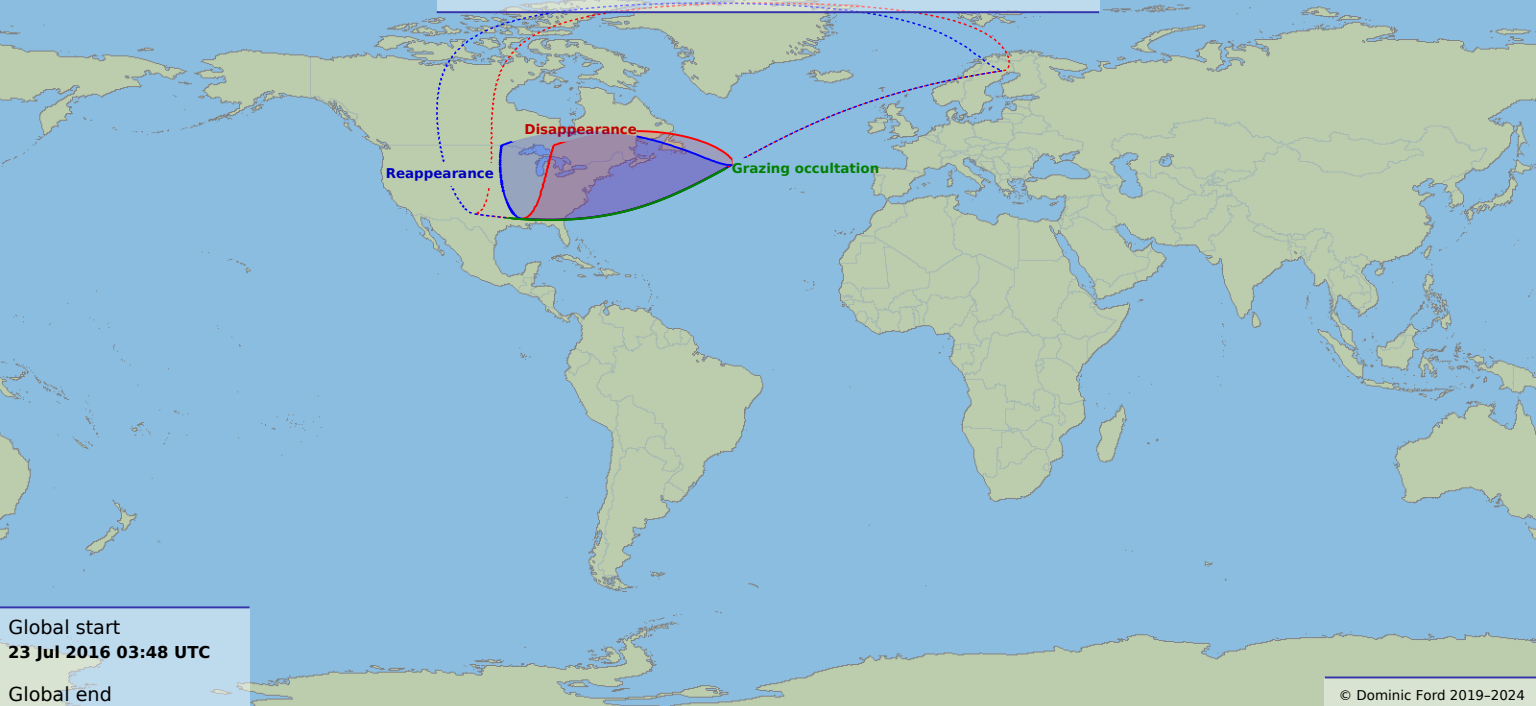 Disappearance
Reappearance
Grazing occultation
Global start
23 Jul 2016 03:48 UTC
Global end
© Dominic Ford 2019–2024